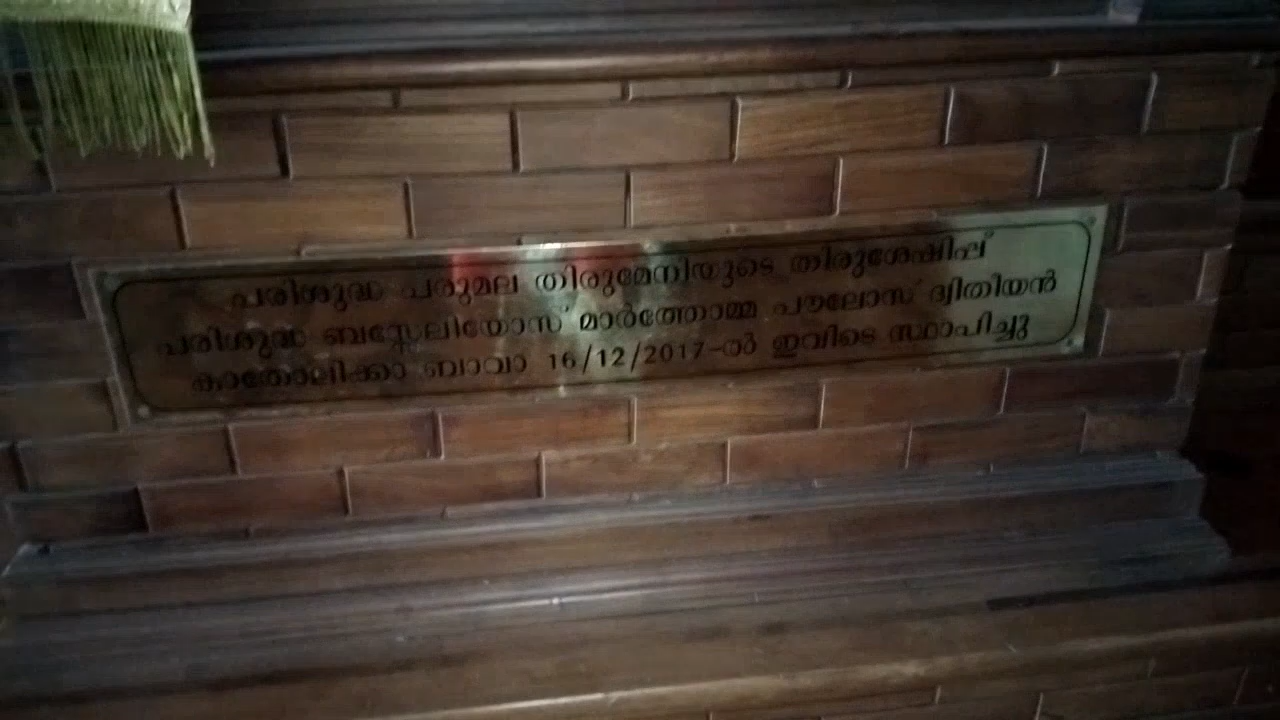 പരിശുദ്ധ പരുമല തിരുമേനിയുടെ തിരുശേഷിപ്പ്
പരിശുദ്ധ ബസ്സേലിയോസ് മാർത്തോമ്മ പൗലോസ് ദ്വിതിയൻ
കാതോലിക്കാ ബാവാ 16/12/2017-ൽ ഇവിടെ സ്ഥാപിച്ചു